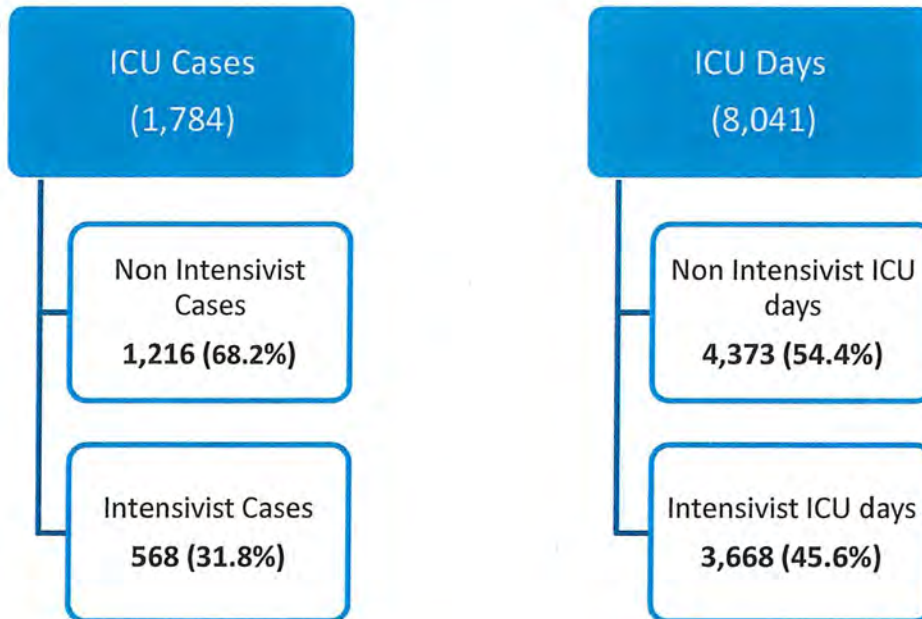 ICU Cases
(1,784)
Non Intensivist
Cases
1,216 (68.2%)
Intensivist Cases
568 (31.8%)
ICU Days
(8,041)
Non Intensivist ICU
days
4,373 (54.4%)
Intensivist ICU days
3,668 (45.6%)